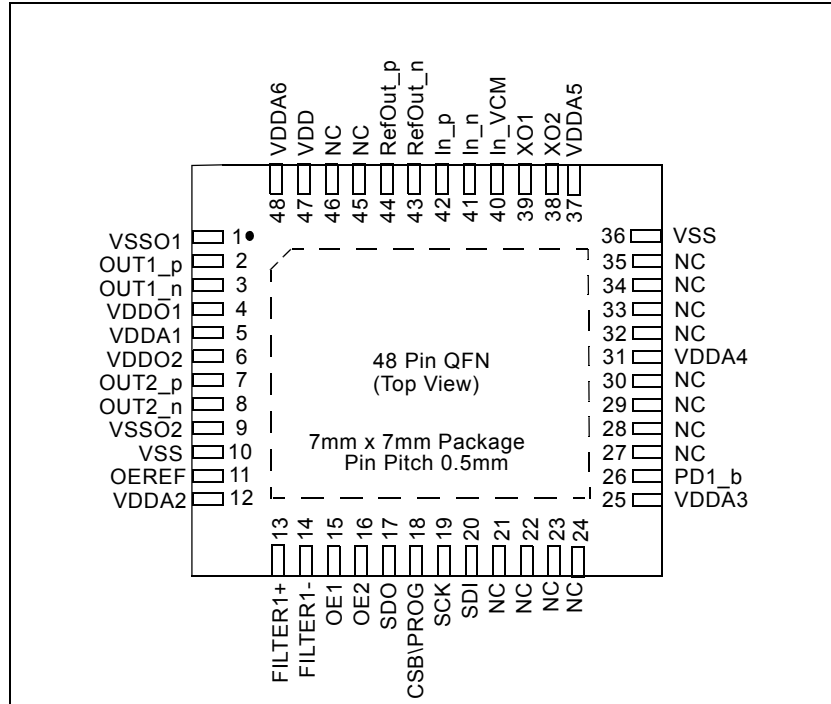 VDDA6
VDD
NC
NC
RefOut_p
RefOut_n
In_p
In_n
In_VCM
XO1
XO2
VDDA5
48
47
46
45
44
43
42
41
40
39
38
37
VSSO1 1
OUT1_p 2
OUT1_n 3
VDDO1 4
VDDA1 5
VDDO2 6
OUT2_p 7
OUT2_n 8
VSSO2 9
VSS 10
OEREF 11
VDDA2 12
36 VSS
35 NC
34 NC
33 NC
32 NC
31 VDDA4
30 NC
29 NC
28 NC
27 NC
26 PD1_b
25 VDDA3
48 Pin QFN
(Top View)
7mm x 7mm Package
Pin Pitch 0.5mm
13
14
15
16
17
18
19
20
21
22
23
24
FILTER1+
FILTER1-
OE1
OE2
SDO
CSB\PROG
SCK
SDI
NC
NC
NC
NC